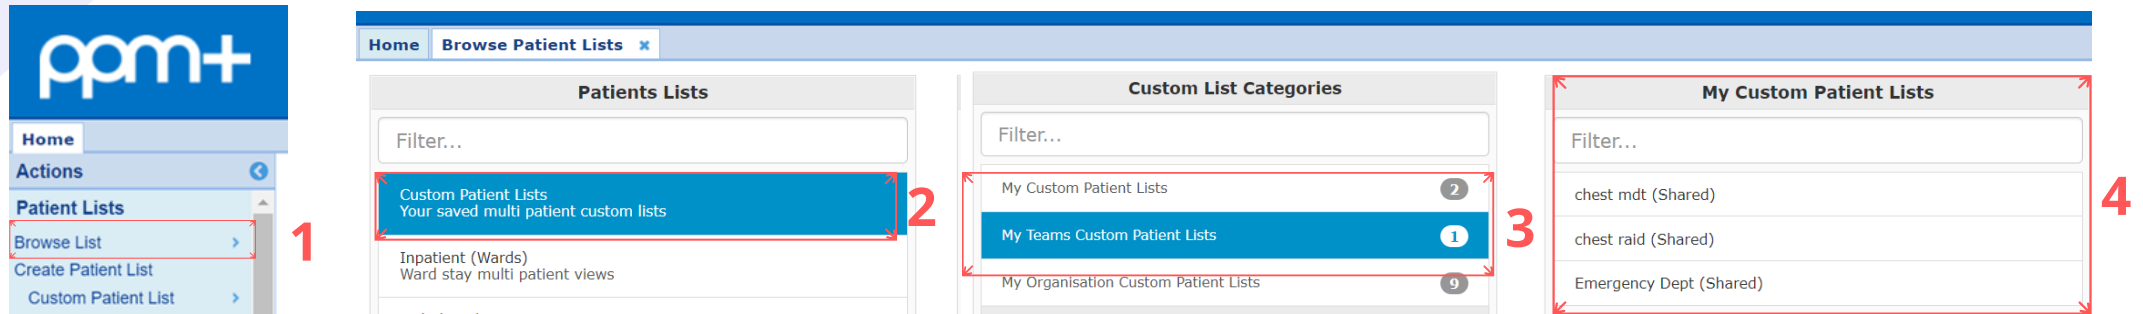 ppm+
Home
Actions
Patient Lists
Browse List
Create Patient List
Custom Patient List
1
Home
Browse Patient Lists
Patients Lists
Filter...
Custom Patient Lists
Your saved multi patient custom lists
Inpatient (Wards)
Ward stay multi patient views
2
Custom List Categories
Filter...
My Custom Patient Lists 2
My Teams Custom Patient Lists 1
My Organisation Custom Patient Lists 9
3
My Custom Patient Lists
Filter...
chest mdt (Shared)
chest raid (Shared)
Emergency Dept (Shared)
4